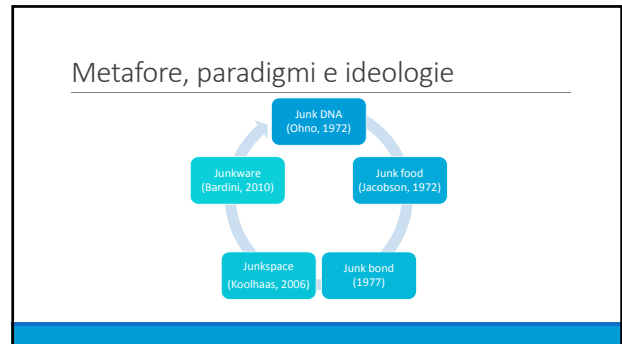 Metafore, paradigmi e ideologie
Junk DNA
(Ohno, 1972)
Junk food
(Jacobson, 1972)
Junk bond
(1977)
Junkspace
(Koolhaas, 2006)
Junkware
(Bardini, 2010)